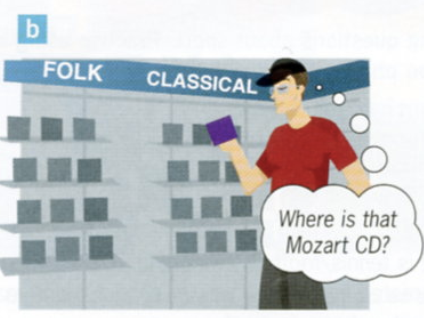 b
FOLK CLASSICAL
Where is that
Mozart CD?